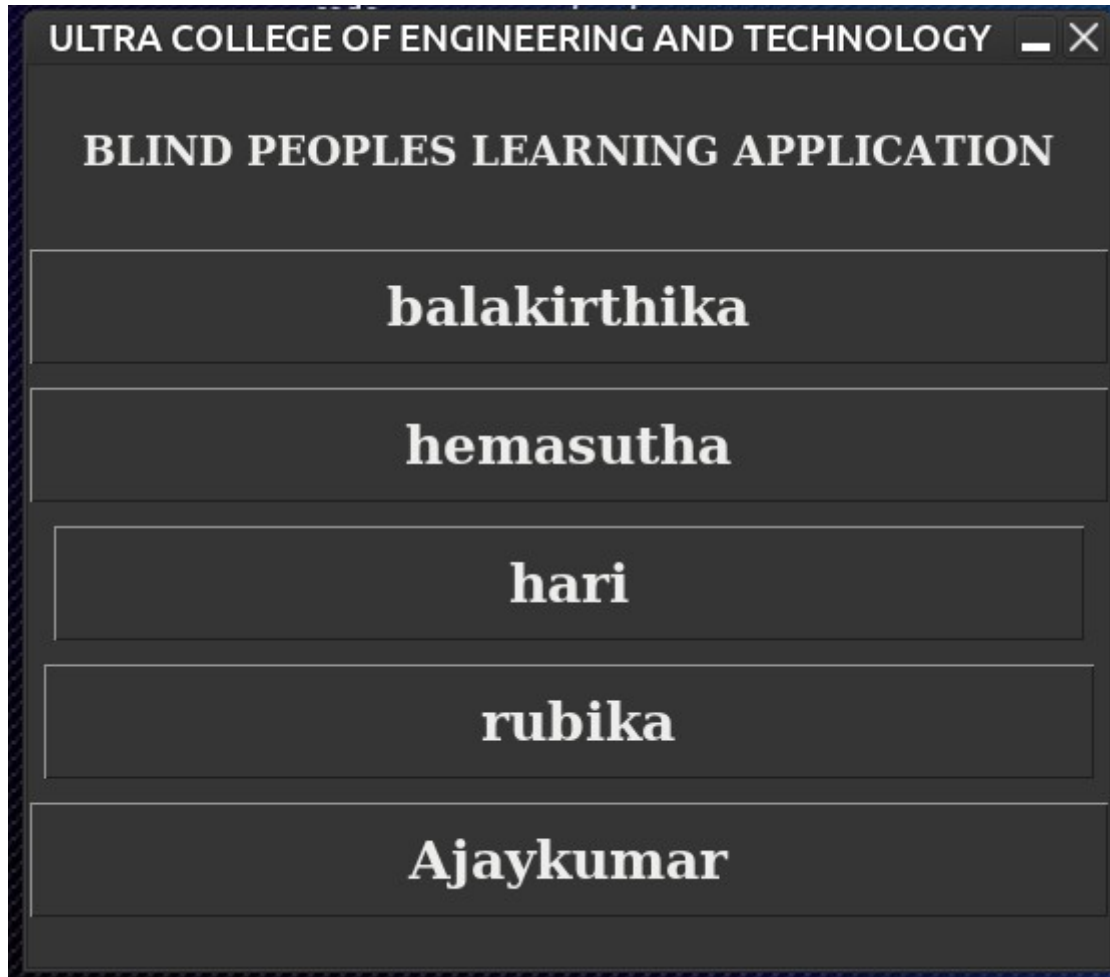 ULTRA COLLEGE OF ENGINEERING AND TECHNOLOGY
BLIND PEOPLES LEARNING APPLICATION
balakirthika
hemasutha
hari
rubika
Ajaykumar